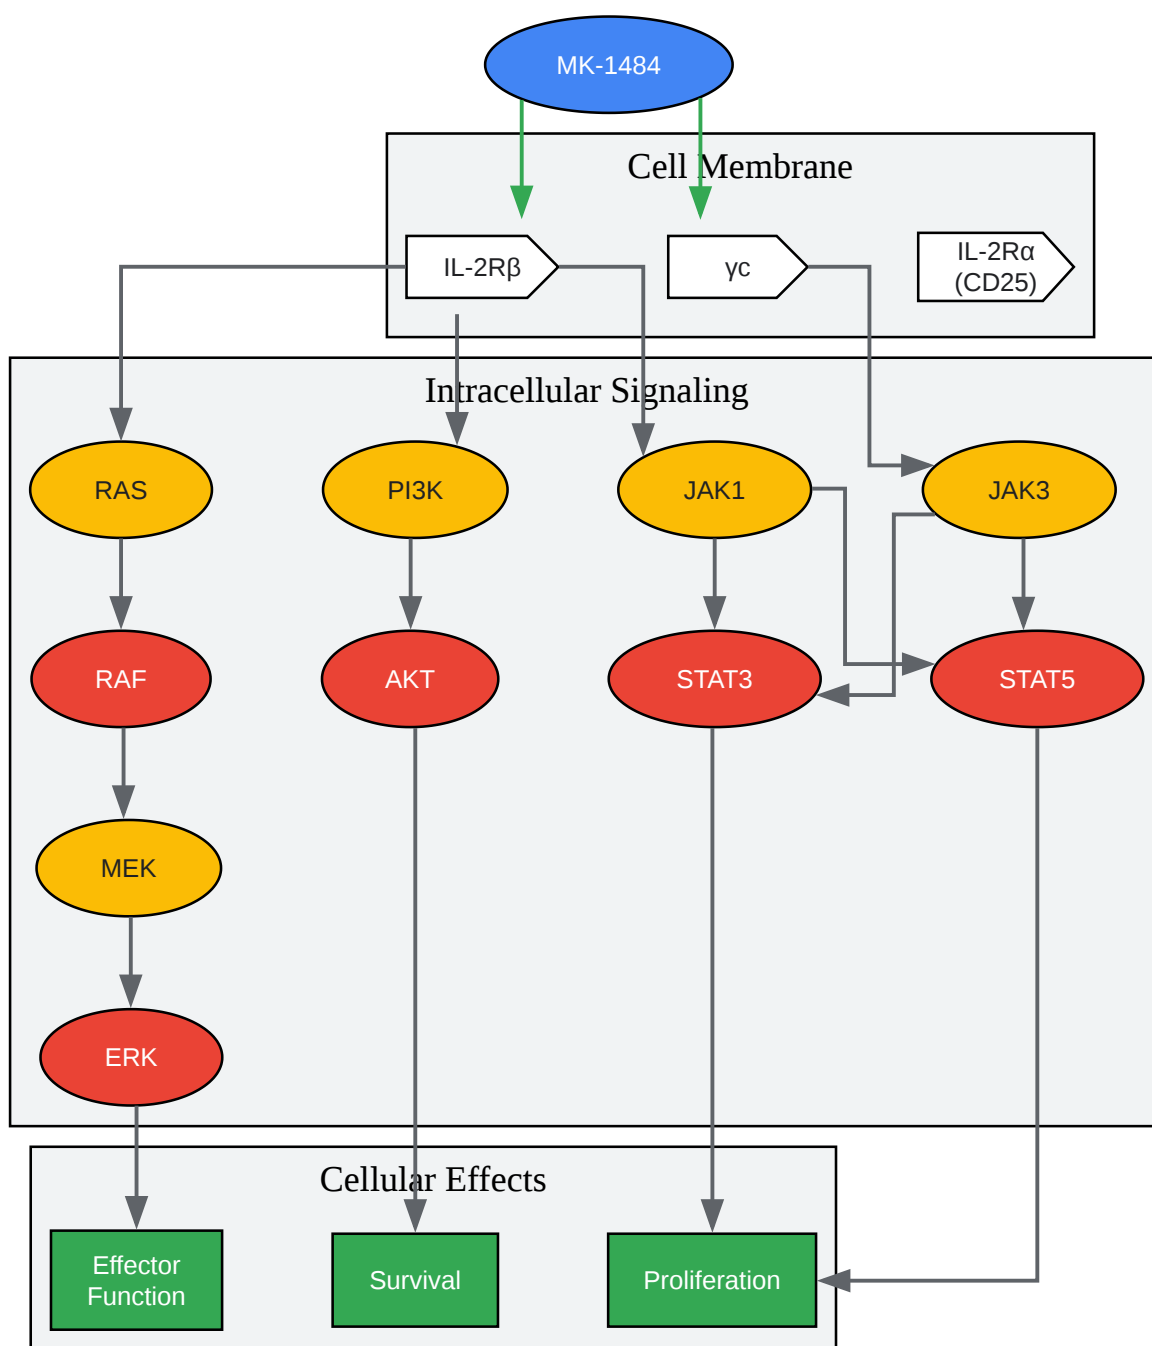 MK-1484
Cell Membrane
IL-2Rβ
γc
IL-2Rα
(CD25)
Intracellular Signaling
RAS
PI3K
JAK1
JAK3
RAF
AKT
STAT3
STAT5
MEK
ERK
Cellular Effects
Effector
Function
Survival
Proliferation